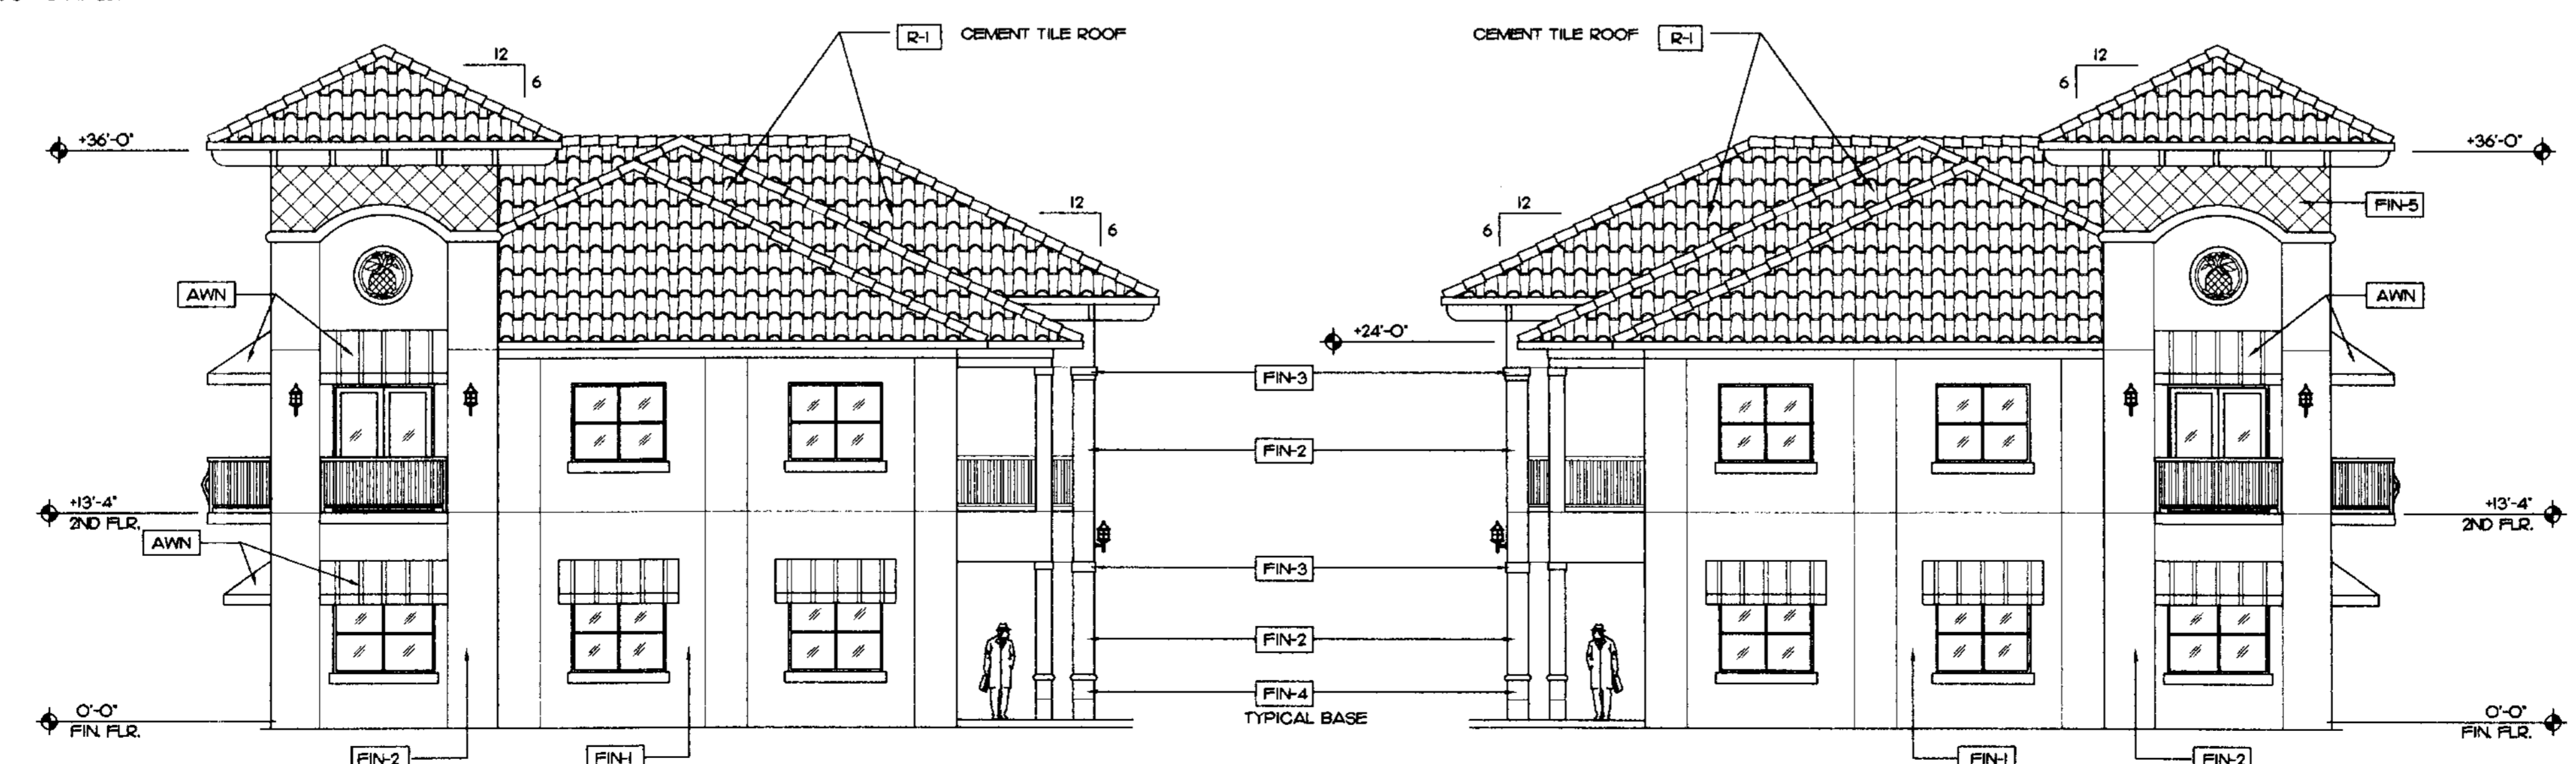 R-1 CEMENT TILE ROOF
CEMENT TILE ROOF R-1
12
6
12
6
+36'-0"
+36'-0"
FIN-5
12
6
12
6
AWN
AWN
+24'-0"
FIN-3
FIN-2
+13'-4"
2ND FLR.
+13'-4"
2ND FLR.
AWN
FIN-3
FIN-2
FIN-4
TYPICAL BASE
0'-0"
FIN. FLR.
0'-0"
FIN. FLR.
FIN-2
FIN-1
FIN-1
FIN-2